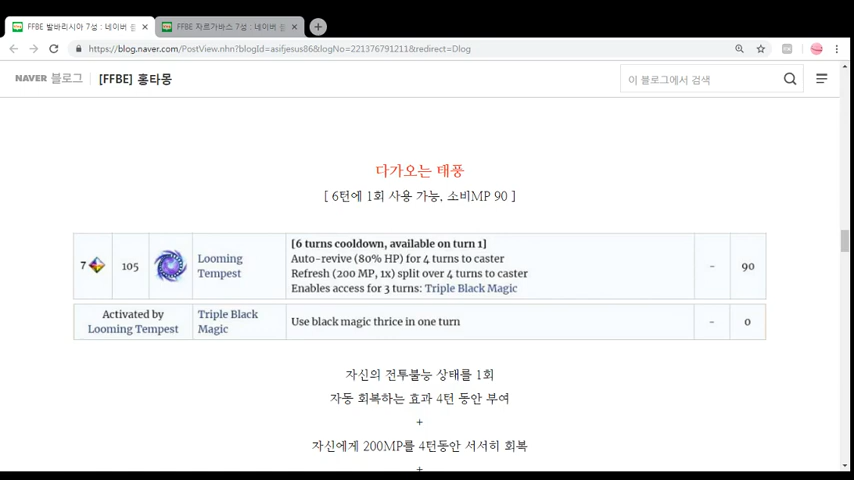 FFBE 발바리시아 7성 : 네이버 블
FFBE 자르가바스 7성 : 네이버 블
https://blog.naver.com/PostView.nhn?blogId=asifjesus86&logNo=221376791211&redirect=Dlog
NAVER 블로그 [FFBE] 홍타몽
이 블로그에서 검색
다가오는 태풍
[ 6턴에 1회 사용 가능, 소비MP 90 ]
7 105 Looming Tempest
[6 turns cooldown, available on turn 1]
Auto-revive (80% HP) for 4 turns to caster
Refresh (200 MP, 1x) split over 4 turns to caster
Enables access for 3 turns: Triple Black Magic
- 90
Activated by
Looming Tempest
Triple Black
Magic
Use black magic thrice in one turn
- 0
자신의 전투불능 상태를 1회
자동 회복하는 효과 4턴 동안 부여
+
자신에게 200MP를 4턴동안 서서히 회복
+